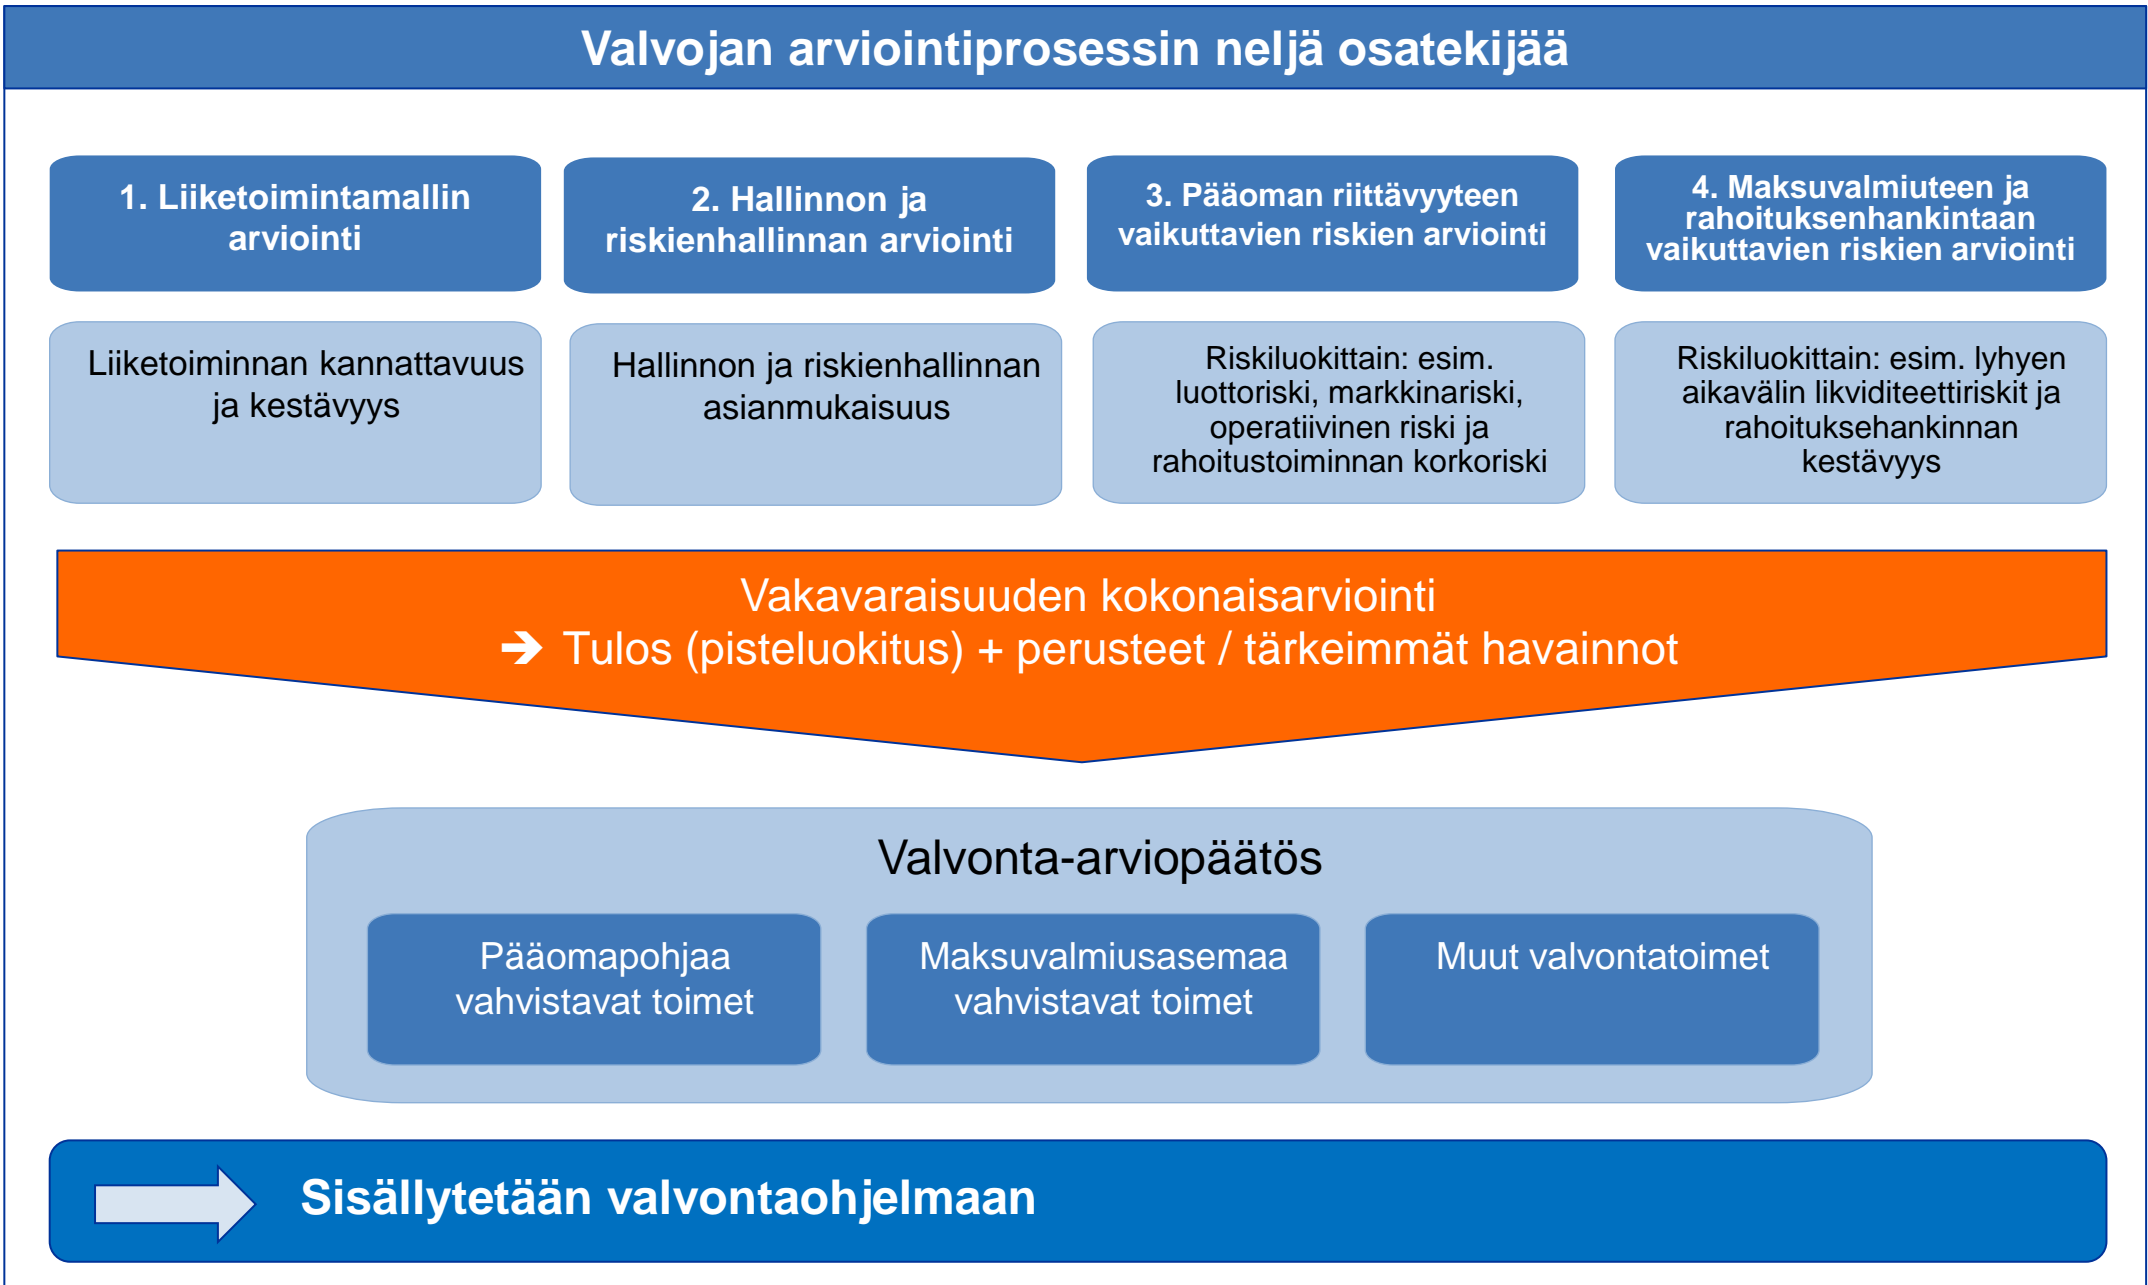 Valvojan arviointiprosessin neljä osatekijää
1. Liiketoimintamallin
arviointi
2. Hallinnon ja
riskienhallinnan arviointi
3. Pääoman riittävyyteen
vaikuttavien riskien arviointi
4. Maksuvalmiuteen ja
rahoituksenhankintaan
vaikuttavien riskien arviointi
Liiketoiminnan kannattavuus
ja kestävyys
Hallinnon ja riskienhallinnan
asianmukaisuus
Riskiluokittain: esim.
luottoriski, markkinariski,
operatiivinen riski ja
rahoitustoiminnan korkoriski
Riskiluokittain: esim. lyhyen
aikavälin likviditeettiriskit ja
rahoituksehankinnan
kestävyys
Vakavaraisuuden kokonaisarviointi
➔ Tulos (pisteluokitus) + perusteet / tärkeimmät havainnot
Valvonta-arviopäätös
Pääomapohjaa
vahvistavat toimet
Maksuvalmiusasemaa
vahvistavat toimet
Muut valvontatoimet
Sisällytetään valvontaohjelmaan